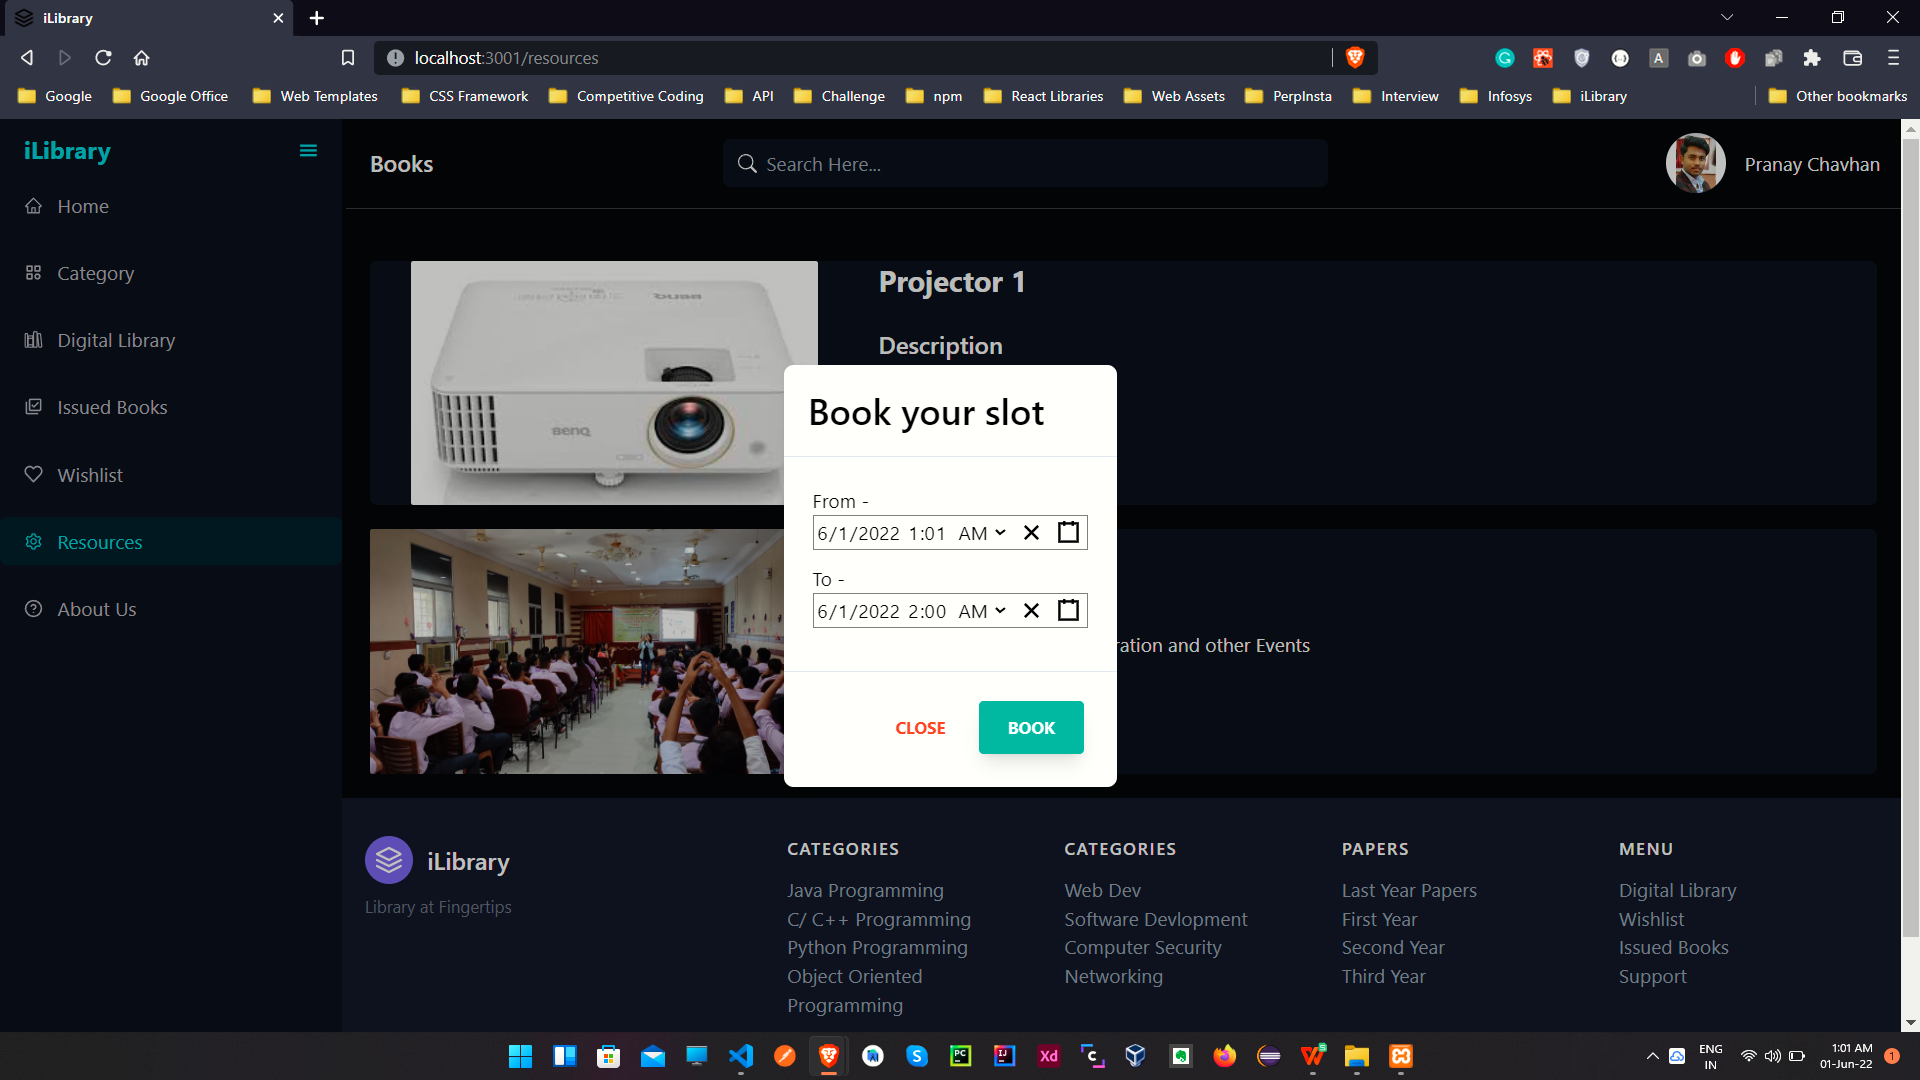 iLibrary
localhost:3001/resources
Google
Google Office
Web Templates
CSS Framework
Competitive Coding
API
Challenge
npm
React Libraries
Web Assets
PerpInsta
Interview
Infosys
iLibrary
Other bookmarks
iLibrary
Home
Category
Digital Library
Issued Books
Wishlist
Resources
About Us
Books
Search Here...
Pranay Chavhan
Projector 1
Description
BenQ
ration and other Events
Book your slot
From -
6/1/2022 1:01 AM
To -
6/1/2022 2:00 AM
CLOSE
BOOK
iLibrary
Library at Fingertips
CATEGORIES
Java Programming
C/ C++ Programming
Python Programming
Object Oriented
Programming
CATEGORIES
Web Dev
Software Devlopment
Computer Security
Networking
PAPERS
Last Year Papers
First Year
Second Year
Third Year
MENU
Digital Library
Wishlist
Issued Books
Support
ENG
IN
1:01 AM
01-Jun-22
1